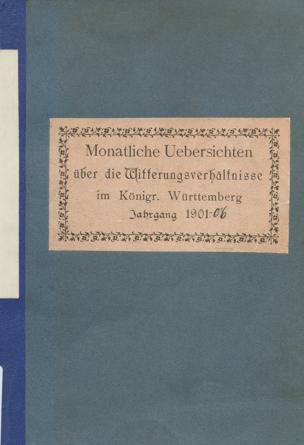 Monatliche Uebersichten
über die Witterungsverhältnisse
im Königr. Württemberg
Jahrgang 1901-06